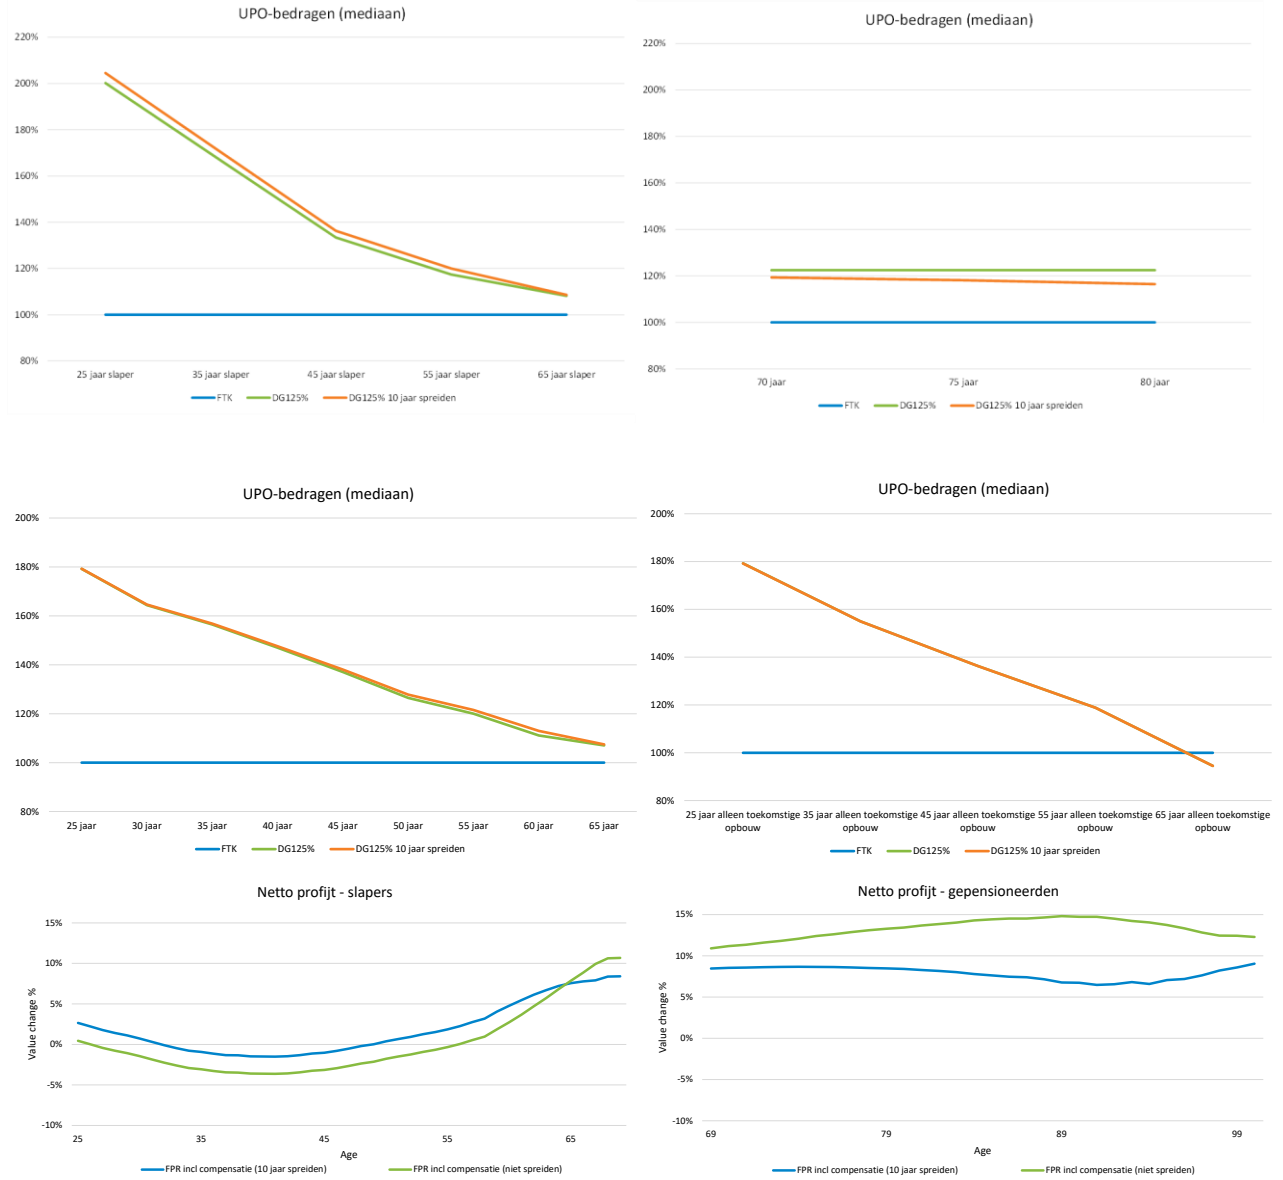 UPO-bedragen (mediaan)
220%
200%
180%
160%
140%
120%
100%
80%
25 jaar slaper 35 jaar slaper 45 jaar slaper 55 jaar slaper 65 jaar slaper
FTK DG125% DG125% 10 jaar spreiden
UPO-bedragen (mediaan)
220%
200%
180%
160%
140%
120%
100%
80%
70 jaar 75 jaar 80 jaar
FTK DG125% DG125% 10 jaar spreiden
UPO-bedragen (mediaan)
200%
180%
160%
140%
120%
100%
80%
25 jaar 30 jaar 35 jaar 40 jaar 45 jaar 50 jaar 55 jaar 60 jaar 65 jaar
FTK DG125% DG125% 10 jaar spreiden
UPO-bedragen (mediaan)
200%
180%
160%
140%
120%
100%
80%
25 jaar alleen toekomstige 35 jaar alleen toekomstige 45 jaar alleen toekomstige 55 jaar alleen toekomstige 65 jaar alleen toekomstige
opbouw opbouw opbouw opbouw opbouw
FTK DG125% DG125% 10 jaar spreiden
Netto profijt - slapers
15%
10%
5%
0%
-5%
-10%
Value change %
25 35 45 55 65
Age
FPR incl compensatie (10 jaar spreiden) FPR incl compensatie (niet spreiden)
Netto profijt - gepensioneerden
15%
10%
5%
0%
-5%
-10%
Value change %
69 79 89 99
Age
FPR incl compensatie (10 jaar spreiden) FPR incl compensatie (niet spreiden)